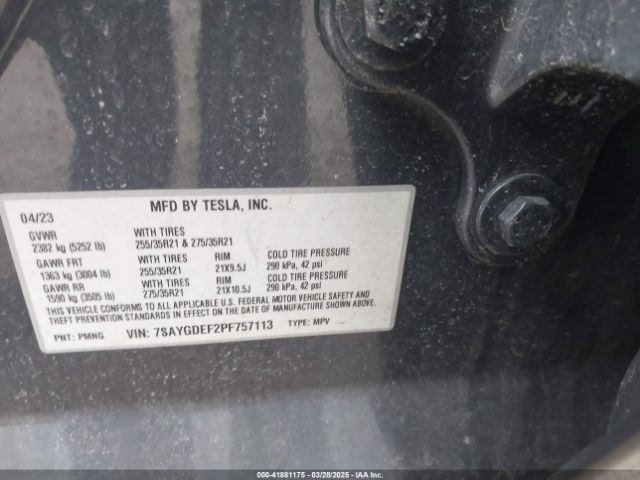 04/23 MFD BY TESLA, INC.
GVWR WITH TIRES
2382 kg (5252 lb) 255/35R21 & 275/35R21
GAWR FRT WITH TIRES RIM COLD TIRE PRESSURE
1363 kg (3004 lb) 255/35R21 21X9.5J 290 kPa, 42 psi
GAWR RR WITH TIRES RIM COLD TIRE PRESSURE
1590 kg (3505 lb) 275/35R21 21X10.5J 290 kPa, 42 psi
THIS VEHICLE CONFORMS TO ALL APPLICABLE U.S. FEDERAL MOTOR VEHICLE SAFETY AND
THEFT PREVENTION STANDARDS IN EFFECT ON THE DATE OF MANUFACTURE SHOWN ABOVE.
PNT: PMNG VIN: 7SAYGDEF2PF757113 TYPE: MPV
000-41881175 | 03/28/2025 | IAAI Inc.